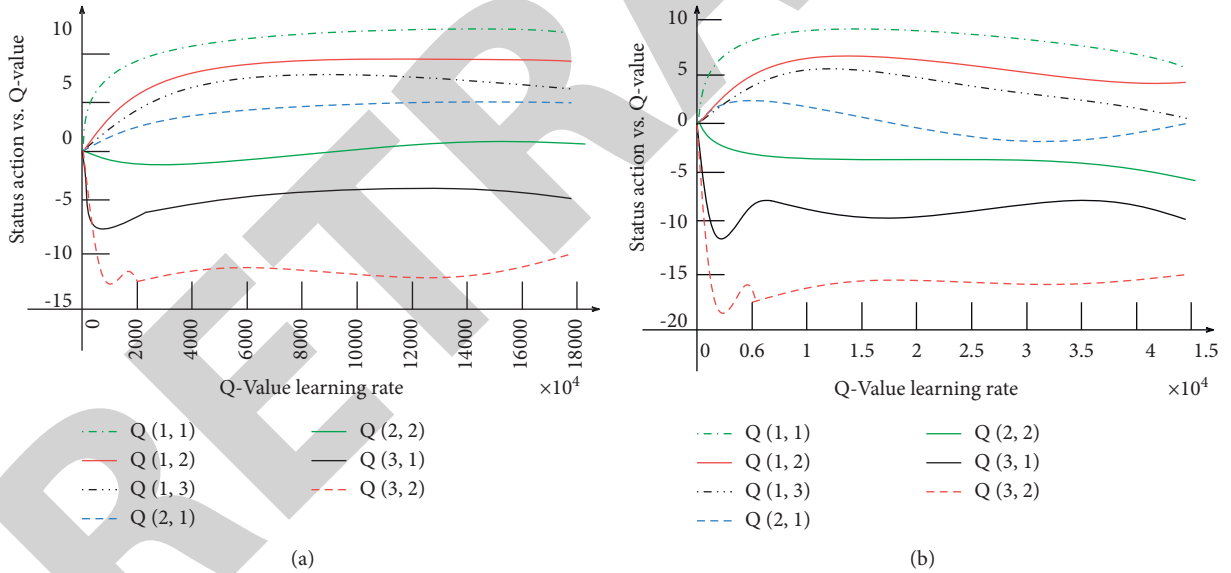 RETRA
10
5
0
-5
-10
-15
Status action vs. Q-value
0
2000
4000
6000
8000
10000
12000
14000
16000
18000
Q-Value learning rate
×10⁴
Q (1, 1)
Q (1, 2)
Q (1, 3)
Q (2, 1)
Q (2, 2)
Q (3, 1)
Q (3, 2)
(a)
10
5
0
-5
-10
-15
-20
Status action vs. Q-value
0 0.6 1 1.5 2.5 3 3.5 4 1.5
Q-Value learning rate
×10⁴
Q (1, 1)
Q (1, 2)
Q (1, 3)
Q (2, 1)
Q (2, 2)
Q (3, 1)
Q (3, 2)
(b)